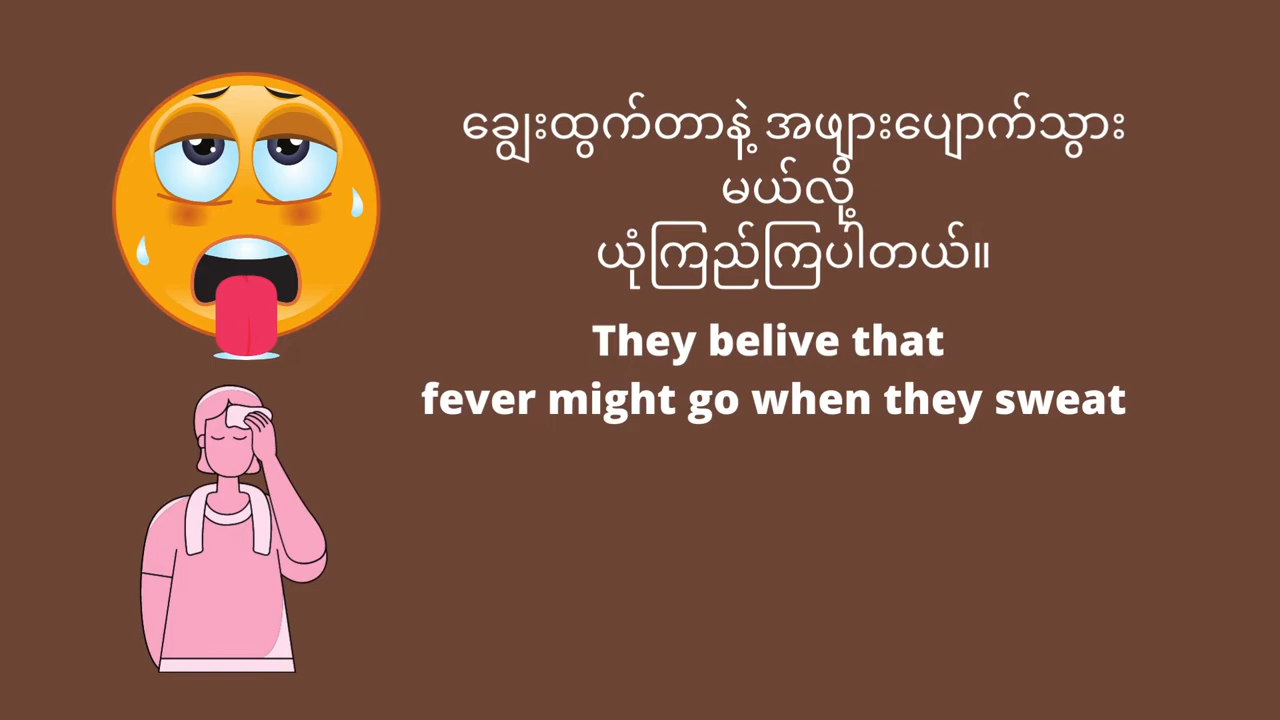 ချွေးထွက်တာနဲ့ အဖျားပျောက်သွား
မယ်လို့
ယုံကြည်ကြပါတယ်။
They belive that
fever might go when they sweat